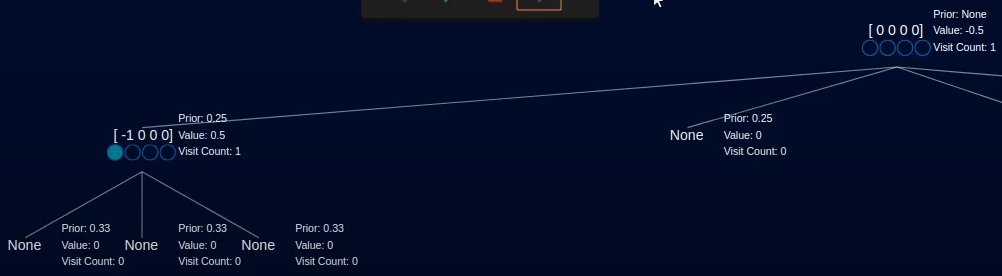 Prior: None
[ 0 0 0 0]
Value: -0.5
Visit Count: 1
Prior: 0.25
[ -1 0 0 0]
Value: 0.5
Visit Count: 1
Prior: 0.25
None
Value: 0
Visit Count: 0
Prior: 0.33
None
Value: 0
Visit Count: 0
Prior: 0.33
None
Value: 0
Visit Count: 0
Prior: 0.33
None
Value: 0
Visit Count: 0